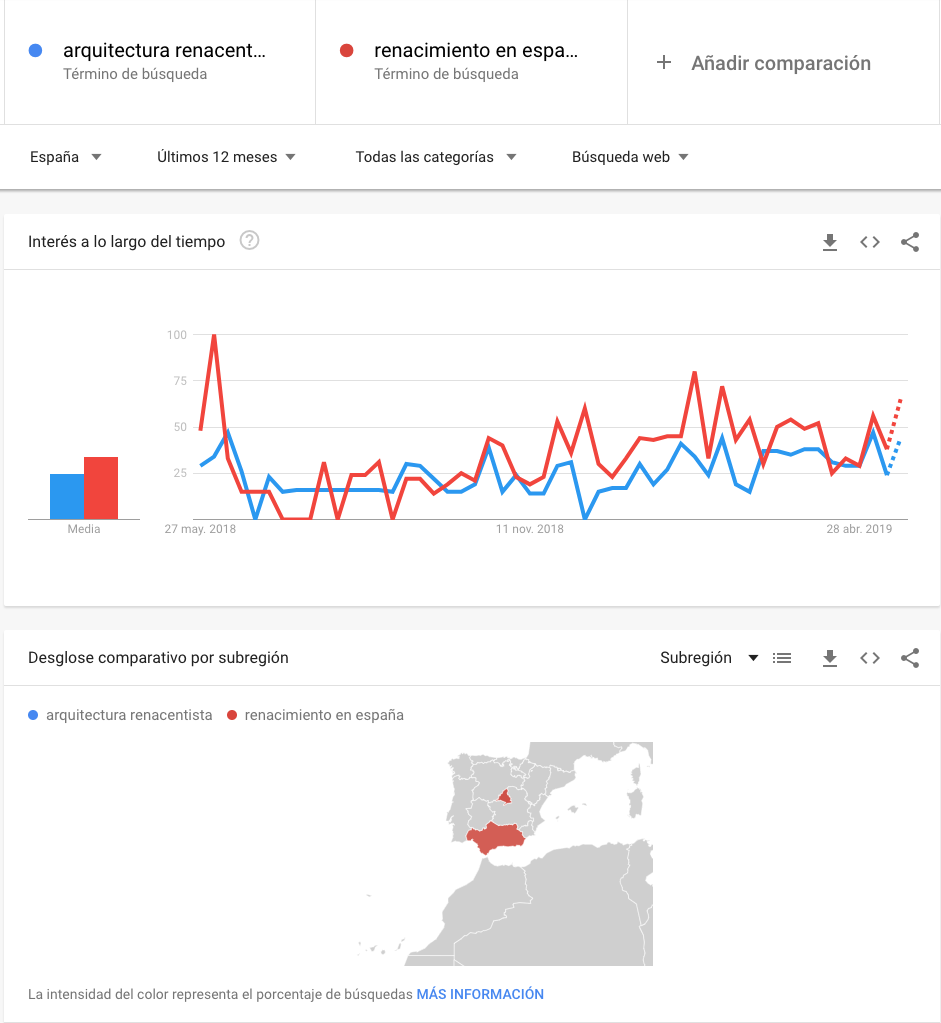 arquitectura renacent...
Término de búsqueda
renacimiento en espa...
Término de búsqueda
+ Añadir comparación
España
Últimos 12 meses
Todas las categorías
Búsqueda web
Interés a lo largo del tiempo ?
100
75
50
25
Media
27 may. 2018
11 nov. 2018
28 abr. 2019
Desglose comparativo por subregión
Subregión
arquitectura renacentista
renacimiento en españa
La intensidad del color representa el porcentaje de búsquedas MÁS INFORMACIÓN